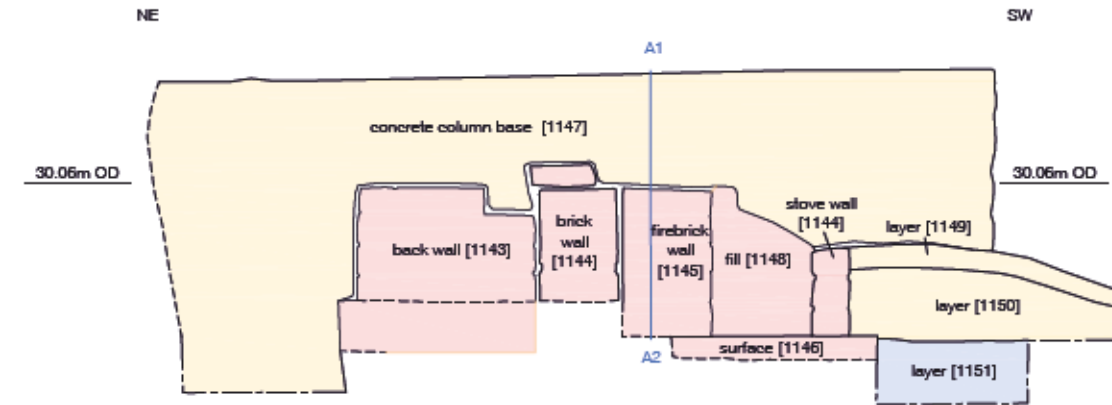 NE
SW
A1
concrete column base [1147]
30.06m OD
30.06m OD
stove wall
[1144]
layer [1149]
brick
wall
[1144]
back wall [1143]
firebrick
wall
[1145]
fill [1148]
layer [1150]
surface [1146]
A2
layer [1151]